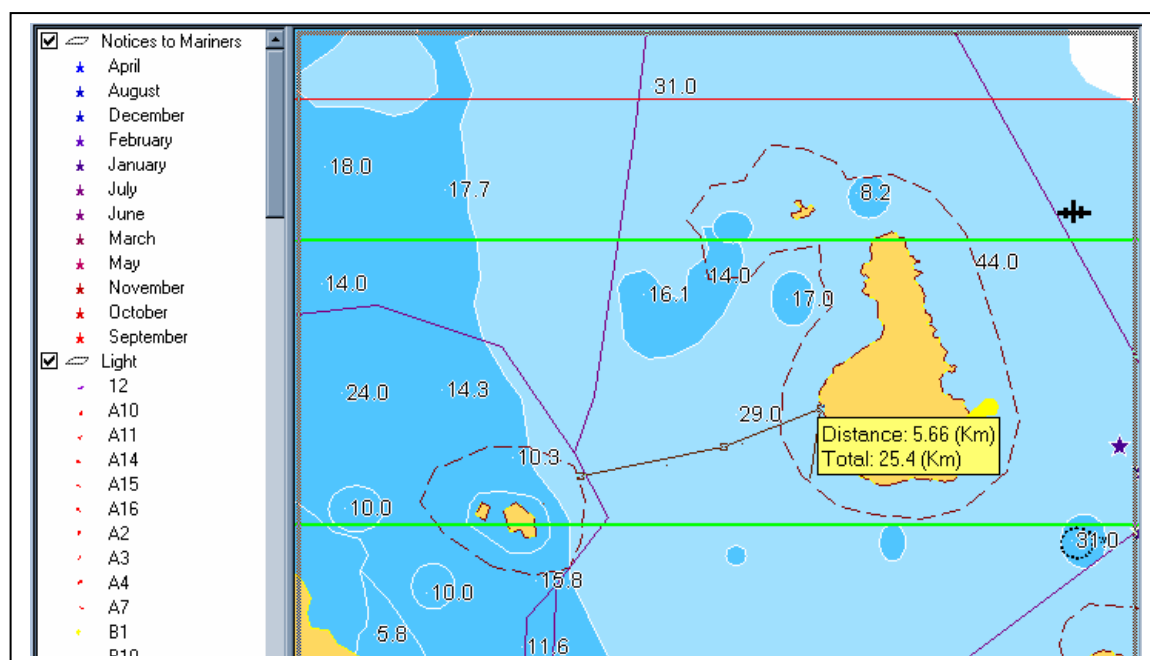 Notices to Mariners
April
August
December
February
January
July
June
March
May
November
October
September
Light
12
A10
A11
A14
A15
A16
A2
A3
A4
A7
B1
31.0
18.0
17.7
8.2
44.0
14.0
14.0
16.1
17.0
24.0
14.3
29.0
Distance: 5.66 (Km)
Total: 25.4 (Km)
10.3
10.0
31.0
15.8
10.0
5.8
11.6